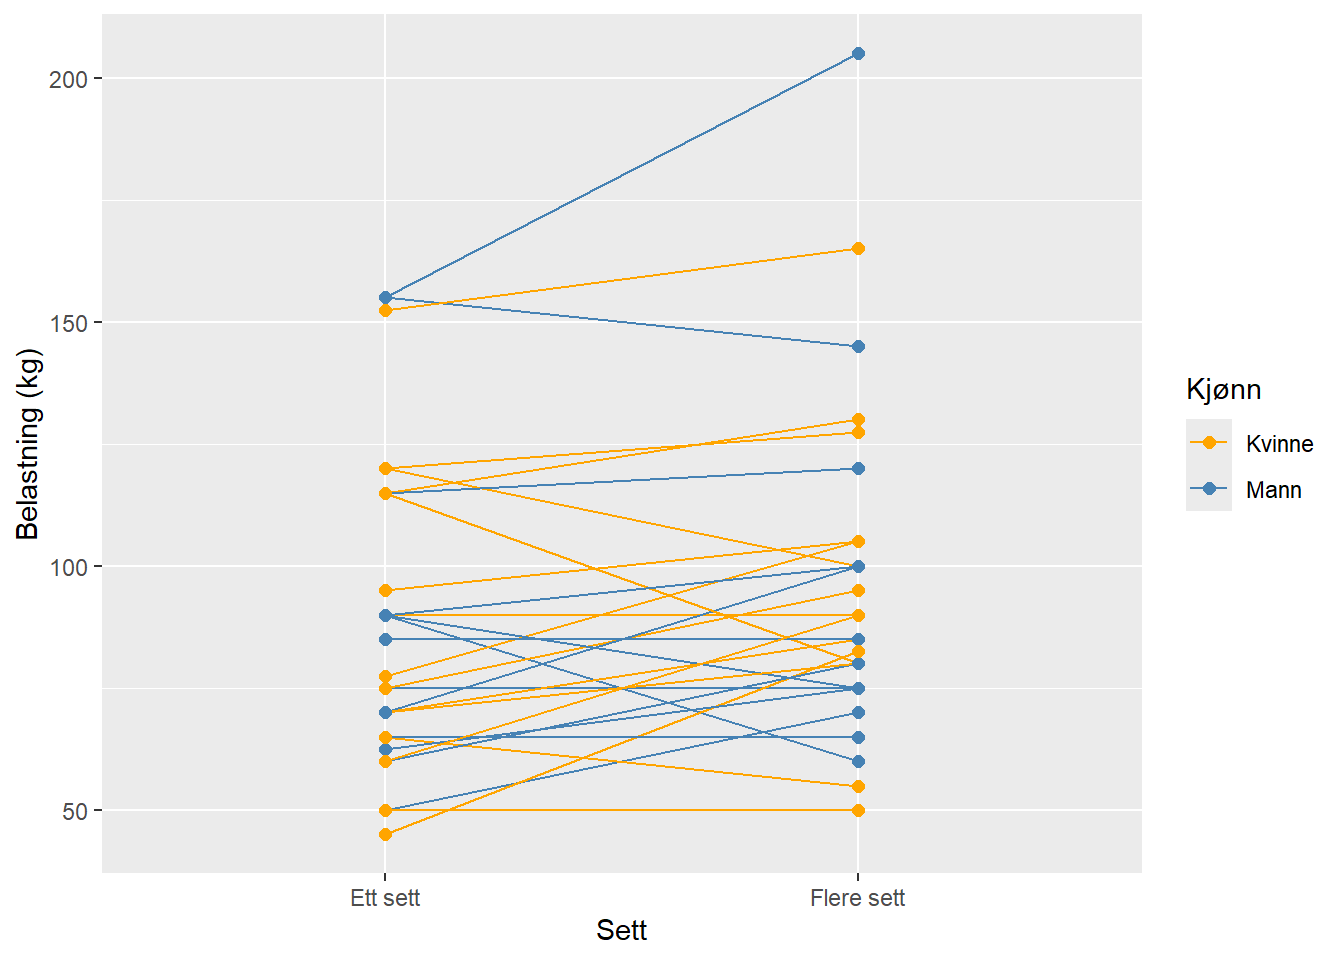 200
150
100
50
Belastning (kg)
Ett sett
Flere sett
Sett
Kjønn
Kvinne
Mann